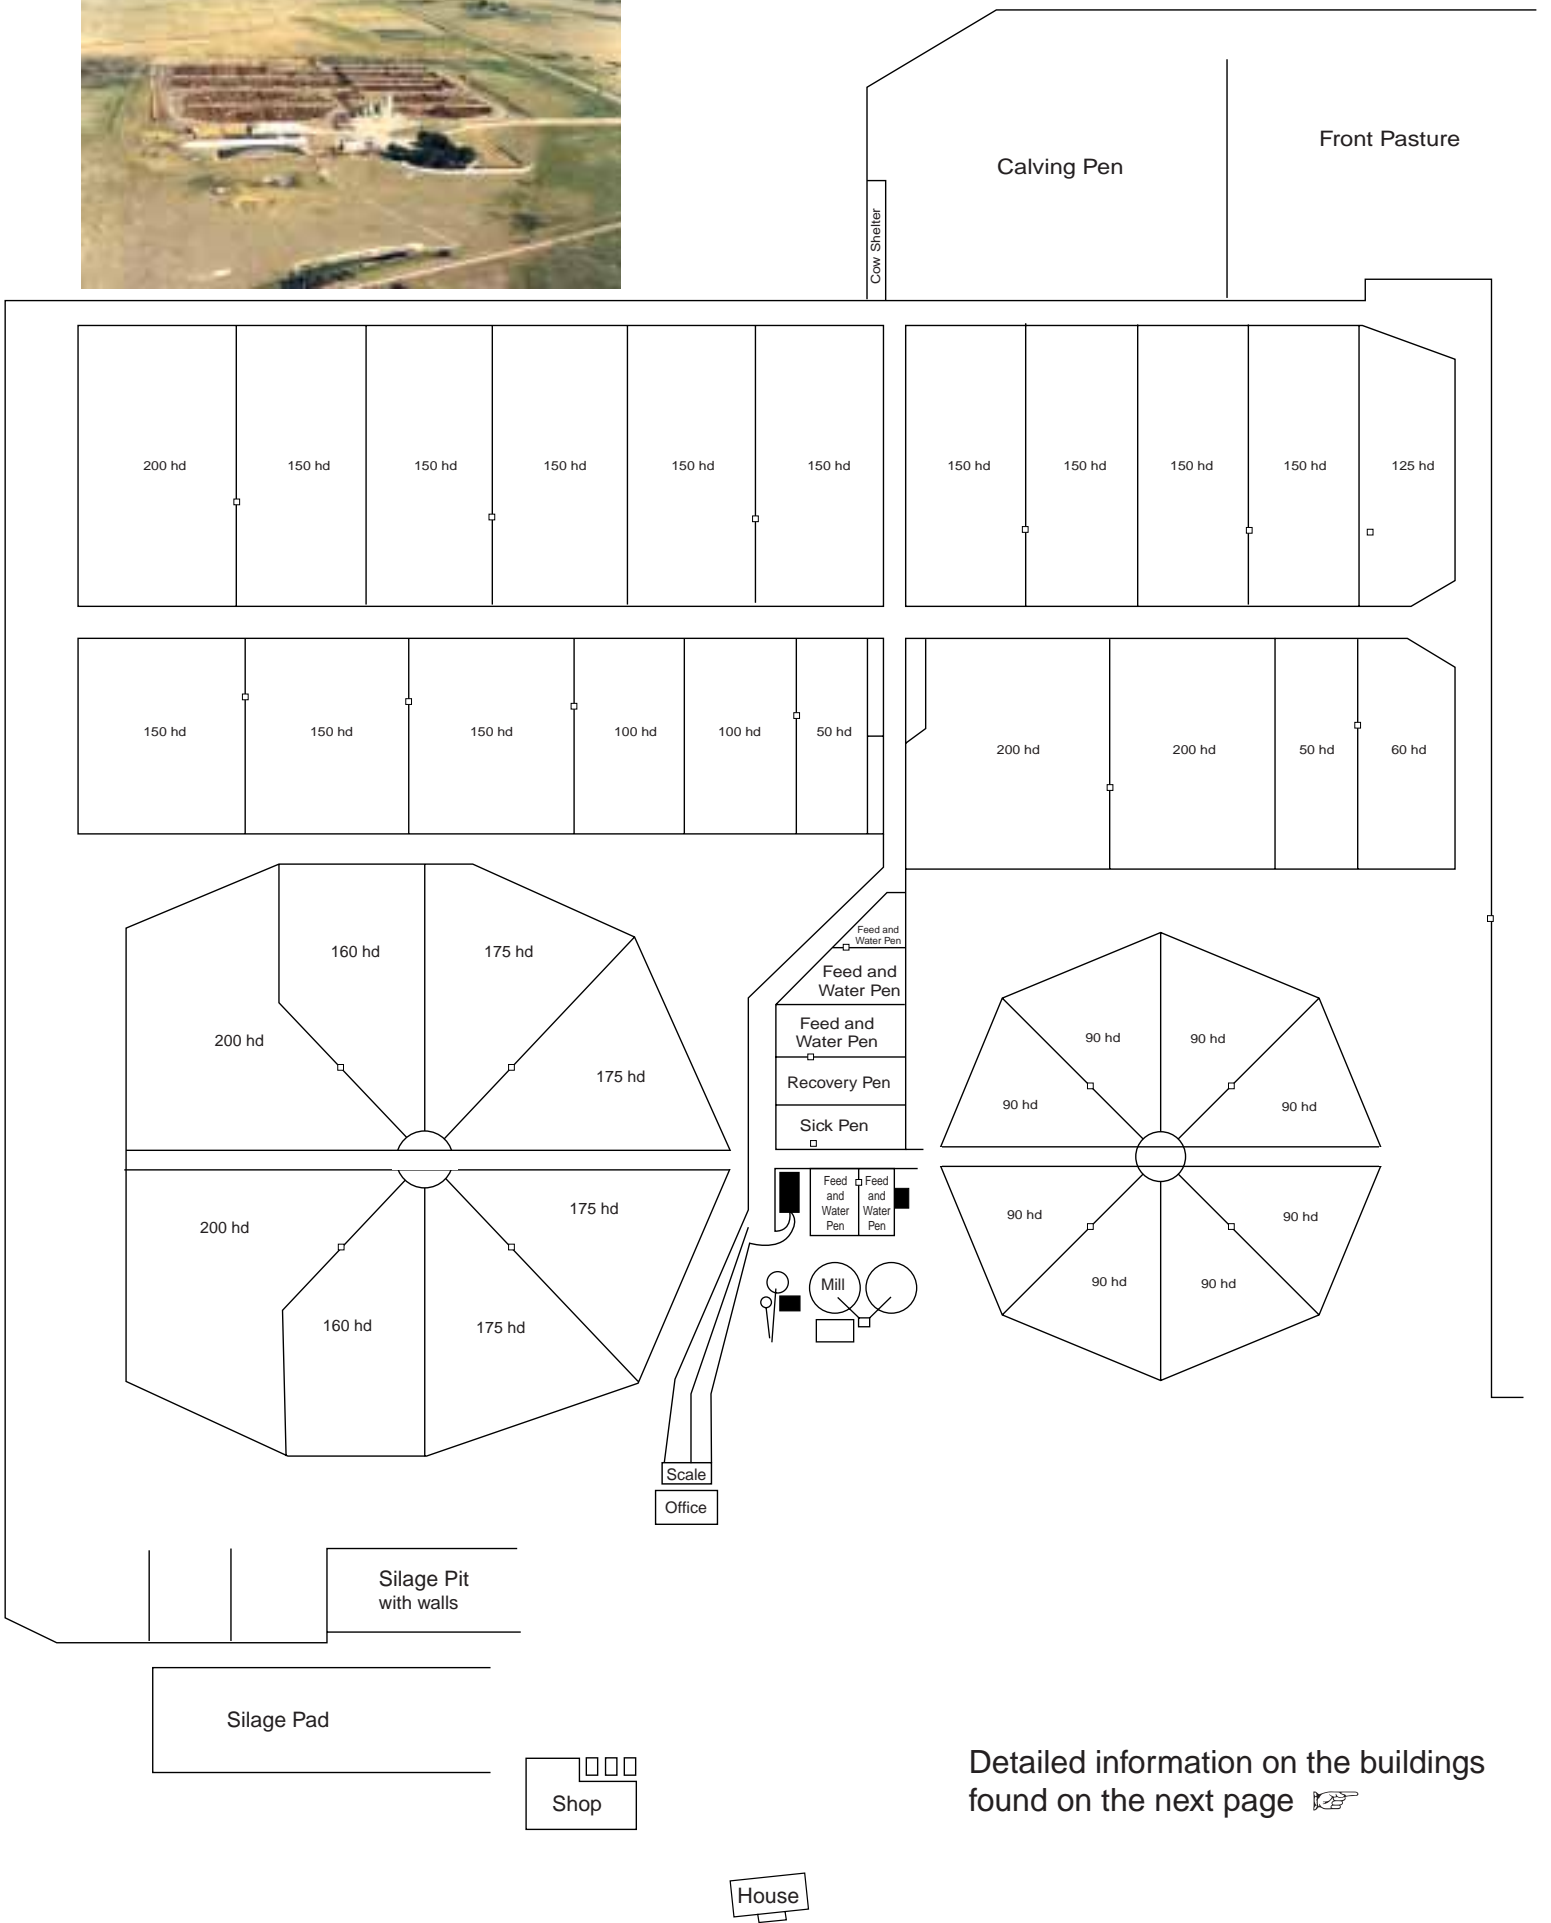 Front Pasture
Calving Pen
Cow Shelter
200 hd
150 hd
150 hd
150 hd
150 hd
150 hd
150 hd
150 hd
150 hd
150 hd
125 hd
150 hd
150 hd
150 hd
100 hd
100 hd
50 hd
200 hd
200 hd
50 hd
60 hd
160 hd
175 hd
200 hd
175 hd
Feed and
Water Pen
Feed and
Water Pen
Feed and
Water Pen
Recovery Pen
Sick Pen
90 hd
90 hd
90 hd
90 hd
200 hd
175 hd
160 hd
175 hd
Feed
and
Water
Pen
Feed
and
Water
Pen
90 hd
90 hd
90 hd
90 hd
Mill
Scale
Office
Silage Pit
with walls
Silage Pad
Shop
Detailed information on the buildings
found on the next page
House